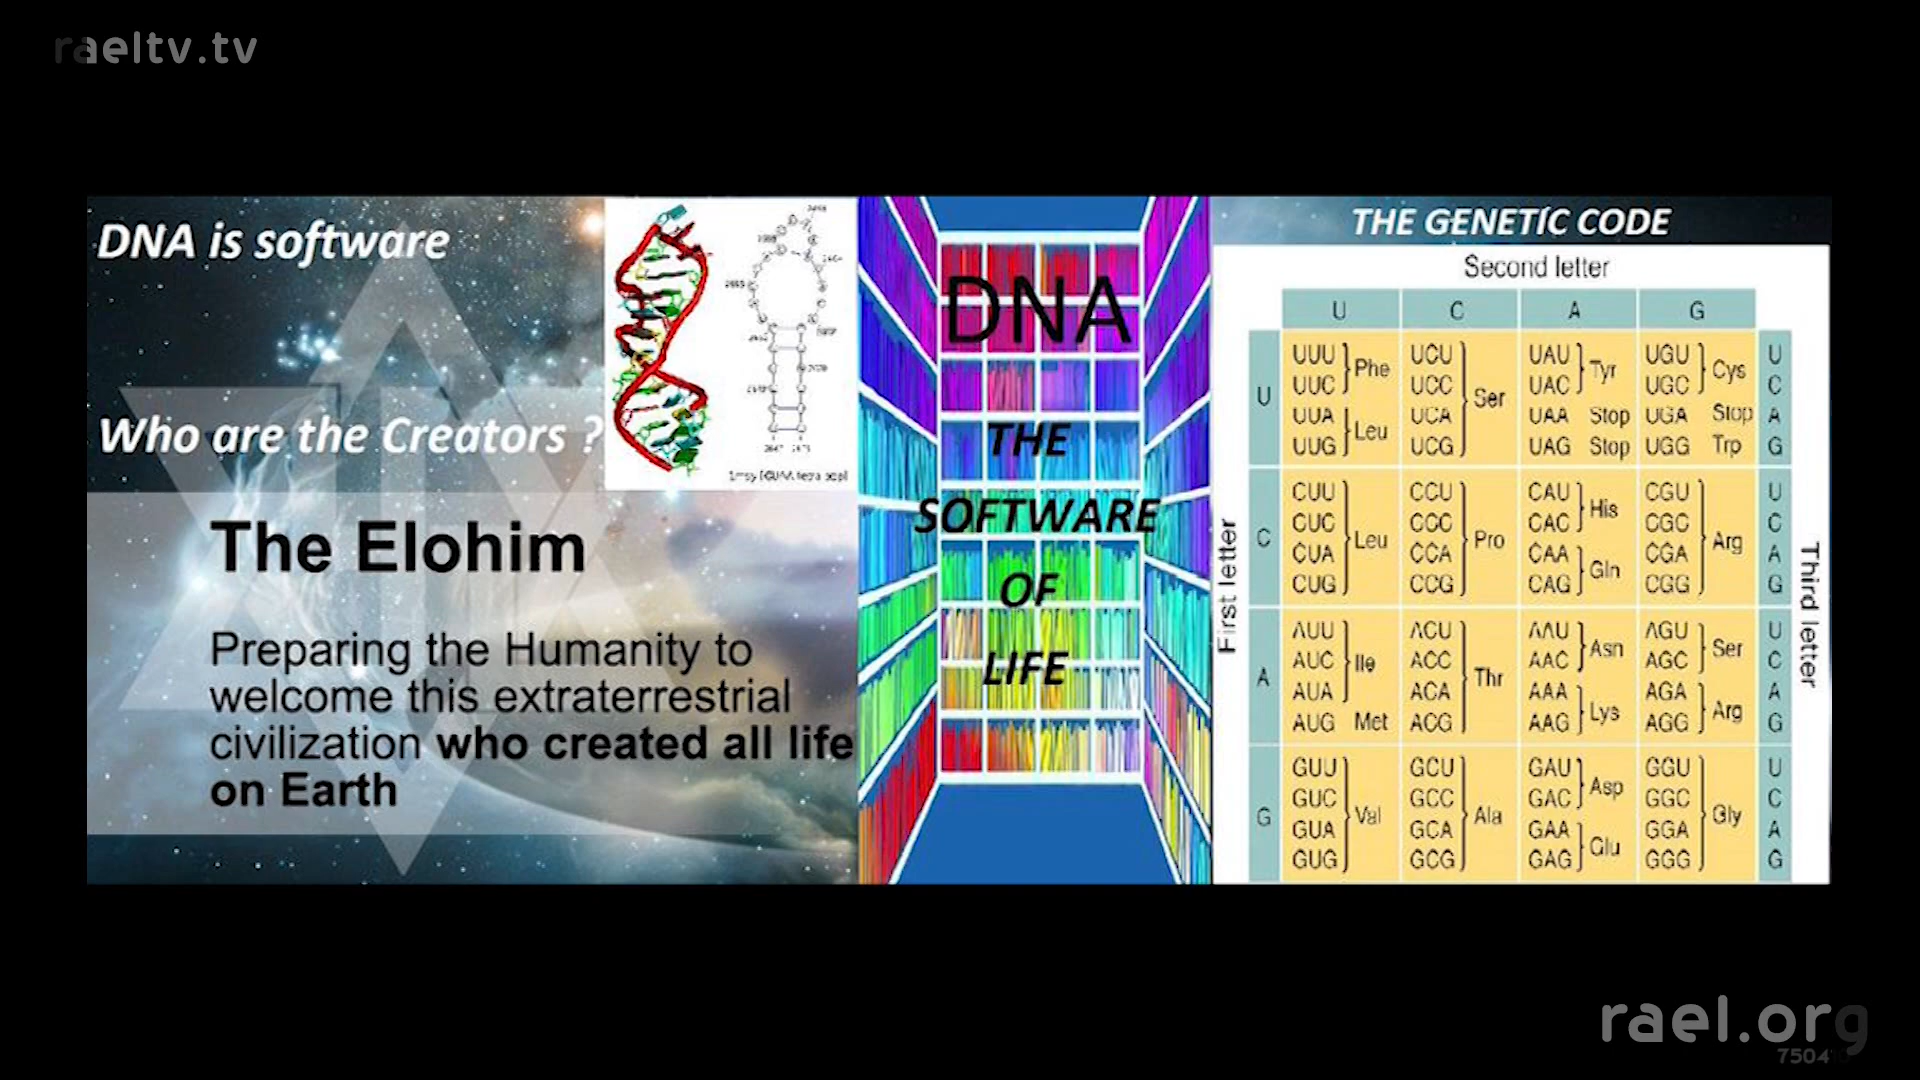 raeltv.tv
DNA is software
Who are the Creators ?
The Elohim
Preparing the Humanity to
welcome this extraterrestrial
civilization who created all life
on Earth
DNA
THE
SOFTWARE
OF
LIFE
THE GENETIC CODE
Second letter
U C A G
First letter
Third letter
U
UUU Phe UCU Ser UAU Tyr UGU Cys U
UUC UCC UAC UGC C
UUA Leu UCA UAA Stop UGA Stop A
UUG UCG UAG Stop UGG Trp G
C
CUU Leu CCU Pro CAU His CGU Arg U
CUC CCC CAC CGC C
CUA CCA CAA Gln CGA A
CUG CCG CAG CGG G
A
AUU Ile ACU Thr AAU Asn AGU Ser U
AUC ACC AAC AGC C
AUA ACA AAA Lys AGA Arg A
AUG Met ACG AAG AGG G
G
GUU Val GCU Ala GAU Asp GGU Gly U
GUC GCC GAC GGC C
GUA GCA GAA Glu GGA A
GUG GCG GAG GGG G
rael.org